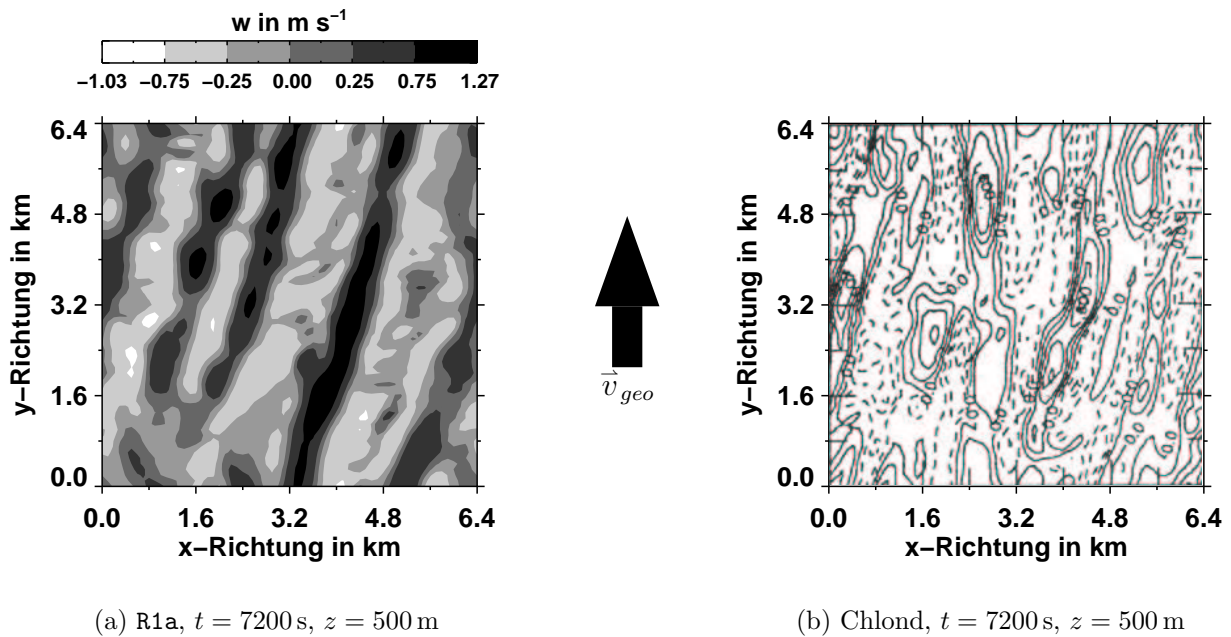 w in m s⁻¹
−1.03 −0.75 −0.25 0.00 0.25 0.75 1.27
6.4
4.8
3.2
1.6
0.0
y−Richtung in km
0.0 1.6 3.2 4.8 6.4
x−Richtung in km
v geo
6.4
4.8
3.2
1.6
0.0
y−Richtung in km
0.0 1.6 3.2 4.8 6.4
x−Richtung in km
(a) R1a, t = 7200 s, z = 500 m
(b) Chlond, t = 7200 s, z = 500 m